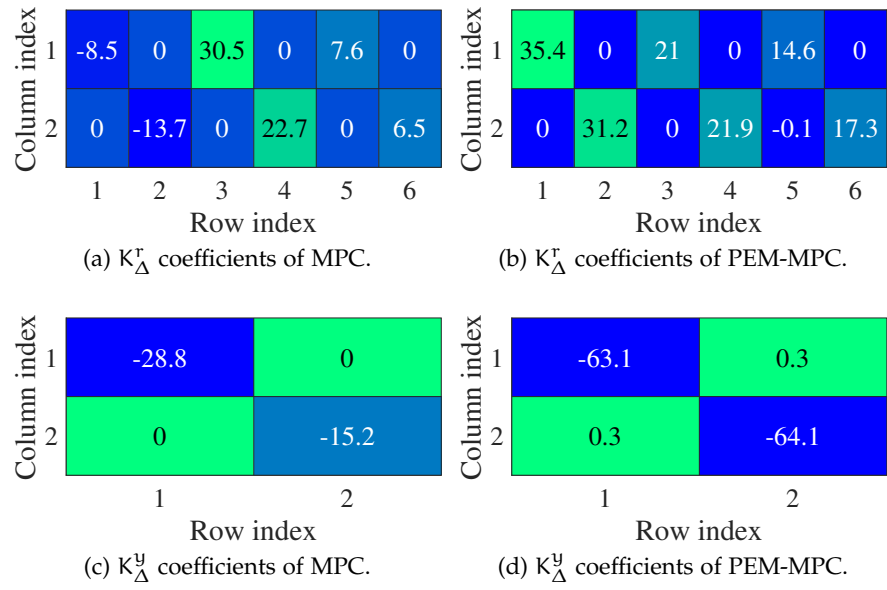 Column index
1 -8.5 0 30.5 0 7.6 0
2 0 -13.7 0 22.7 0 6.5
1 2 3 4 5 6
Row index
(a) K^r_Δ coefficients of MPC.
Column index
1 35.4 0 21 0 14.6 0
2 0 31.2 0 21.9 -0.1 17.3
1 2 3 4 5 6
Row index
(b) K^r_Δ coefficients of PEM-MPC.
Column index
1 -28.8 0
2 0 -15.2
1 2
Row index
(c) K^y_Δ coefficients of MPC.
Column index
1 -63.1 0.3
2 0.3 -64.1
1 2
Row index
(d) K^y_Δ coefficients of PEM-MPC.